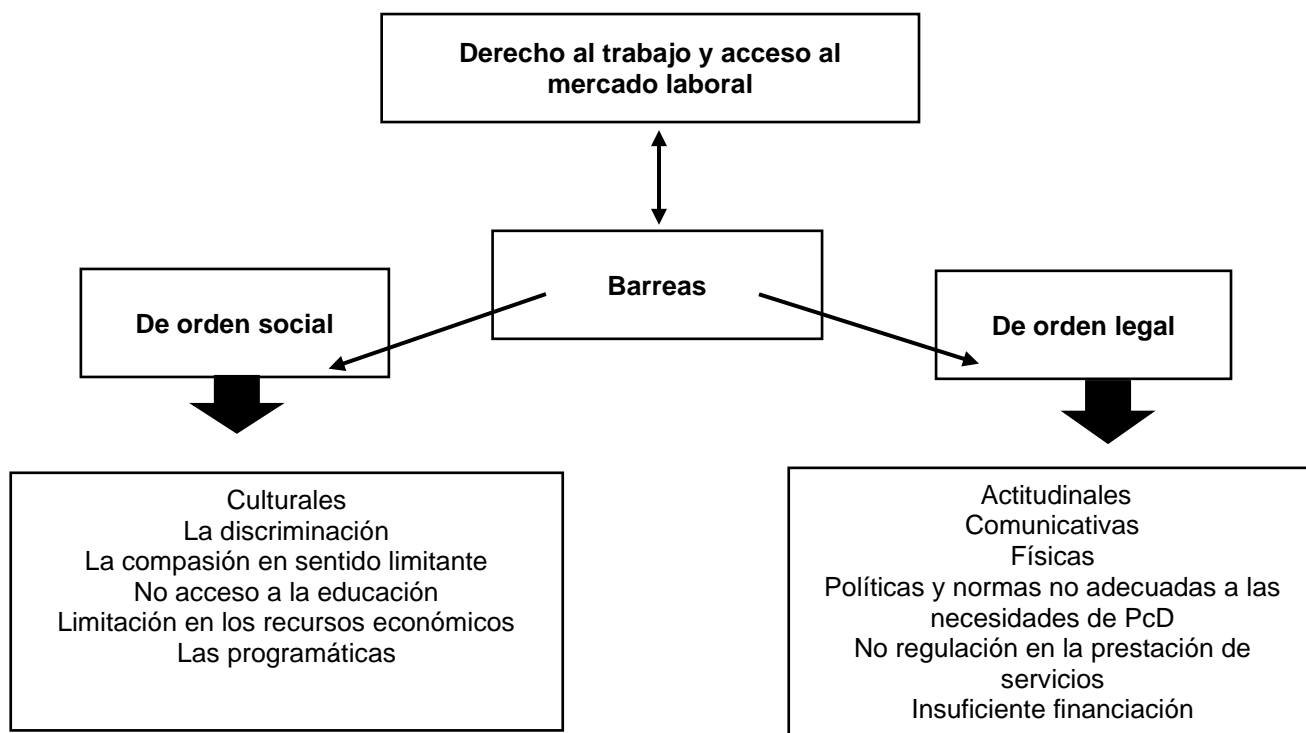 Derecho al trabajo y acceso al
mercado laboral
Barreas
De orden social
De orden legal
Culturales
La discriminación
La compasión en sentido limitante
No acceso a la educación
Limitación en los recursos económicos
Las programáticas
Actitudinales
Comunicativas
Físicas
Políticas y normas no adecuadas a las
necesidades de PcD
No regulación en la prestación de
servicios
Insuficiente financiación